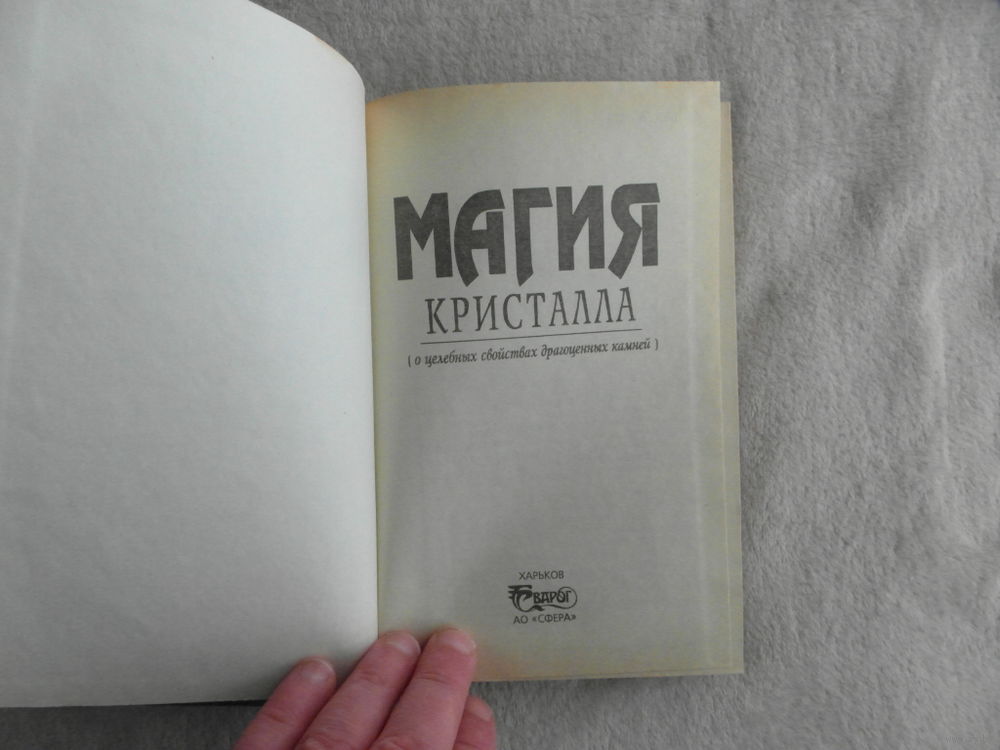 МАГИЯ
КРИСТАЛЛА
( о целебных свойствах драгоценных камней )
ХАРЬКОВ
СВАРОГ
АО «СФЕРА»